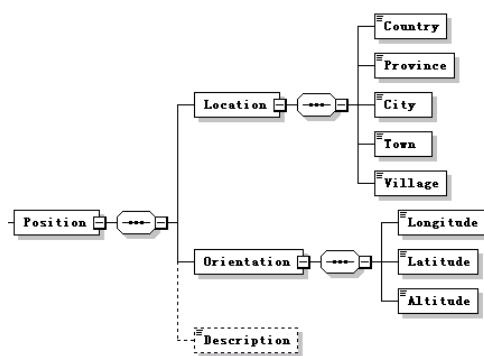 Country
Province
Location
City
Town
Village
Position
Longitude
Orientation
Latitude
Altitude
Description